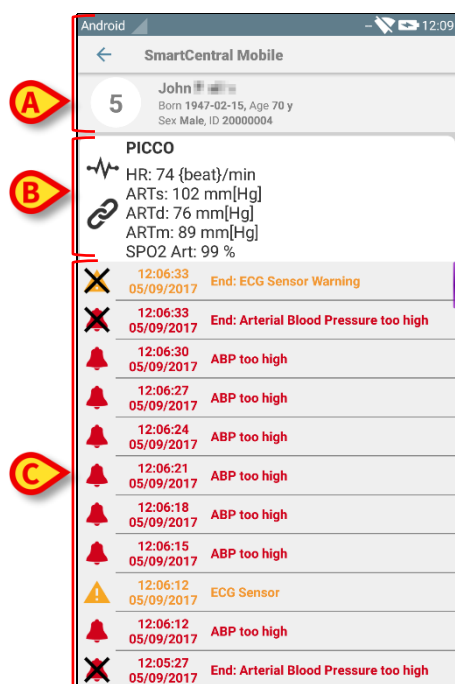 Android
12:09
SmartCentral Mobile
5
John
Born 1947-02-15, Age 70 y
Sex Male, ID 20000004
A
PICCO
HR: 74 {beat}/min
ARTs: 102 mm[Hg]
ARTd: 76 mm[Hg]
ARTm: 89 mm[Hg]
SPO2 Art: 99 %
B
12:06:33
05/09/2017
End: ECG Sensor Warning
12:06:33
05/09/2017
End: Arterial Blood Pressure too high
12:06:30
05/09/2017
ABP too high
12:06:27
05/09/2017
ABP too high
12:06:24
05/09/2017
ABP too high
C
12:06:21
05/09/2017
ABP too high
12:06:18
05/09/2017
ABP too high
12:06:15
05/09/2017
ABP too high
12:06:12
05/09/2017
ECG Sensor
12:06:12
05/09/2017
ABP too high
12:05:27
05/09/2017
End: Arterial Blood Pressure too high